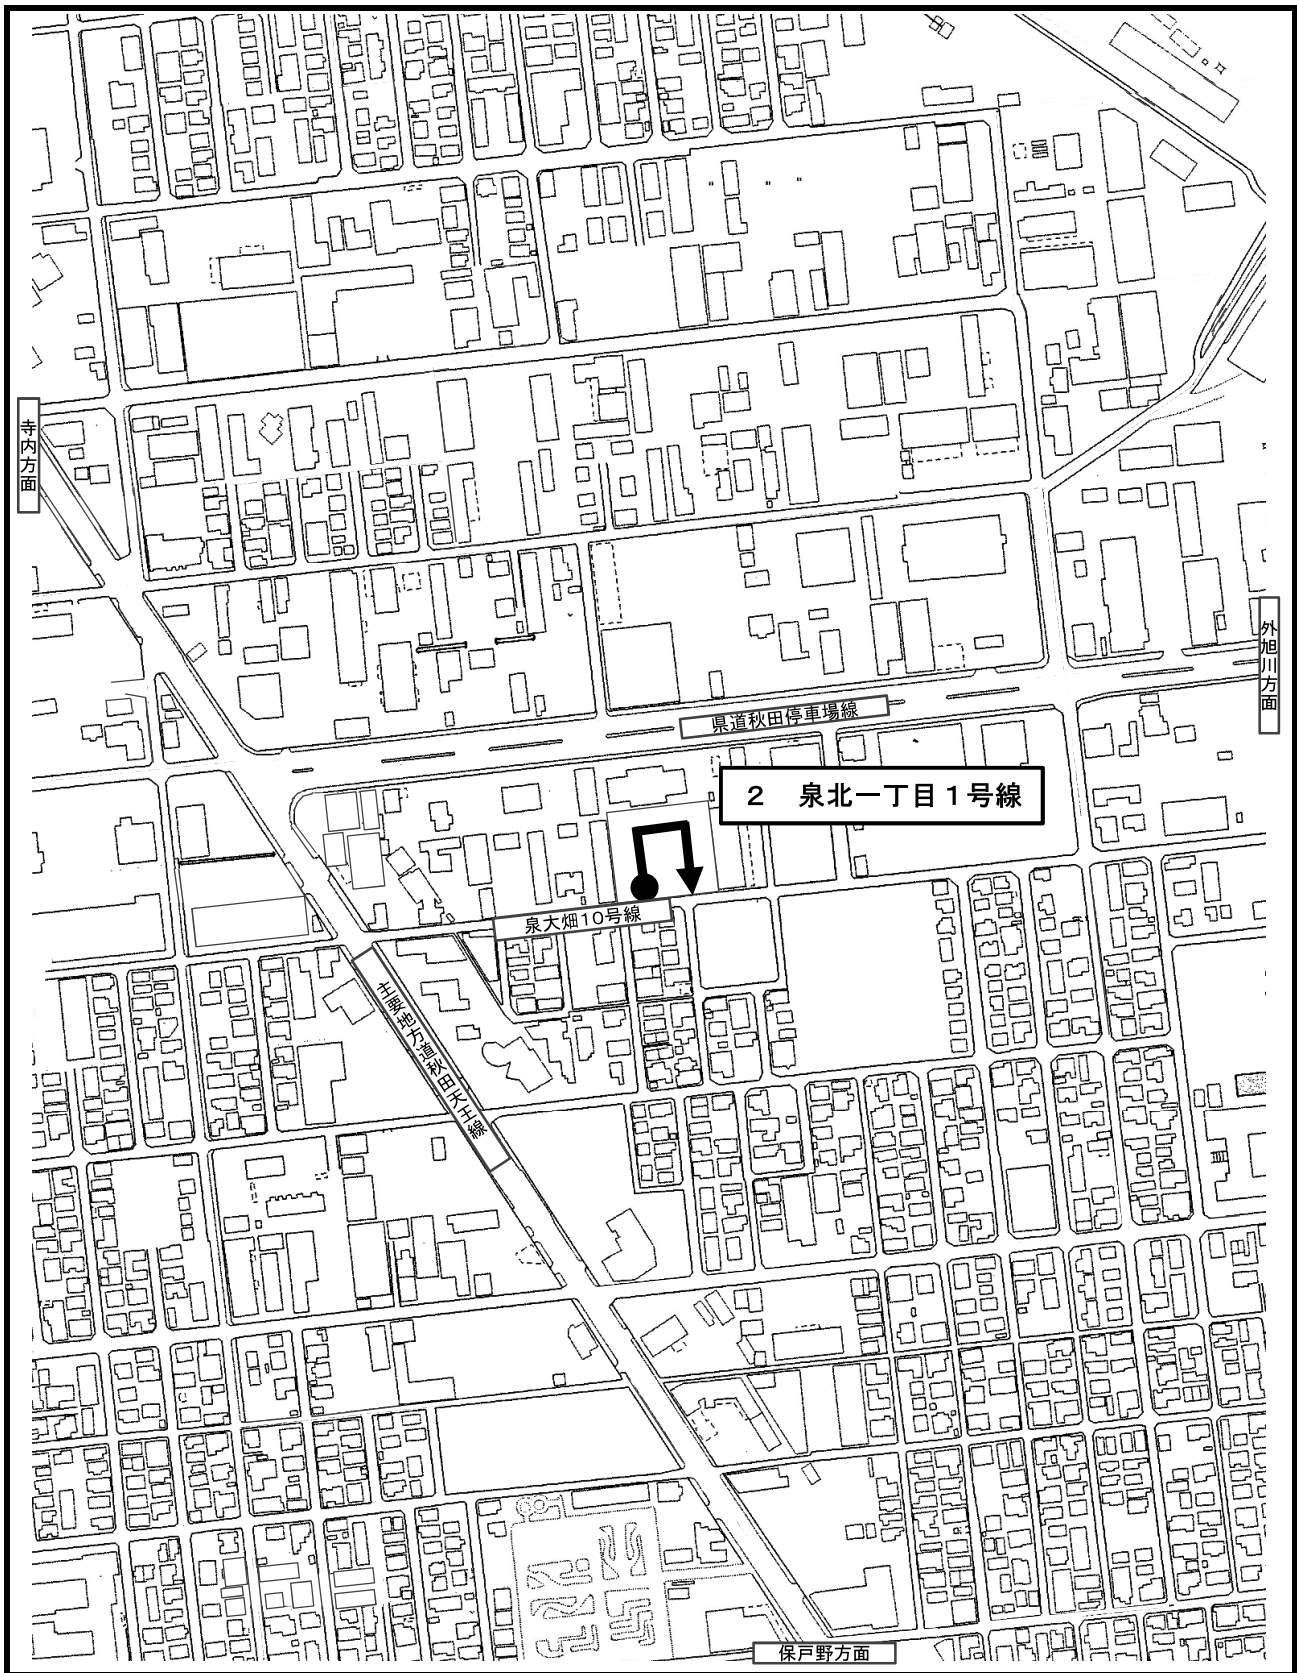 寺内方面
外旭川方面
県道秋田停車場線
２　泉北一丁目１号線
泉大畑10号線
主要地方道秋田天王線
保戸野方面